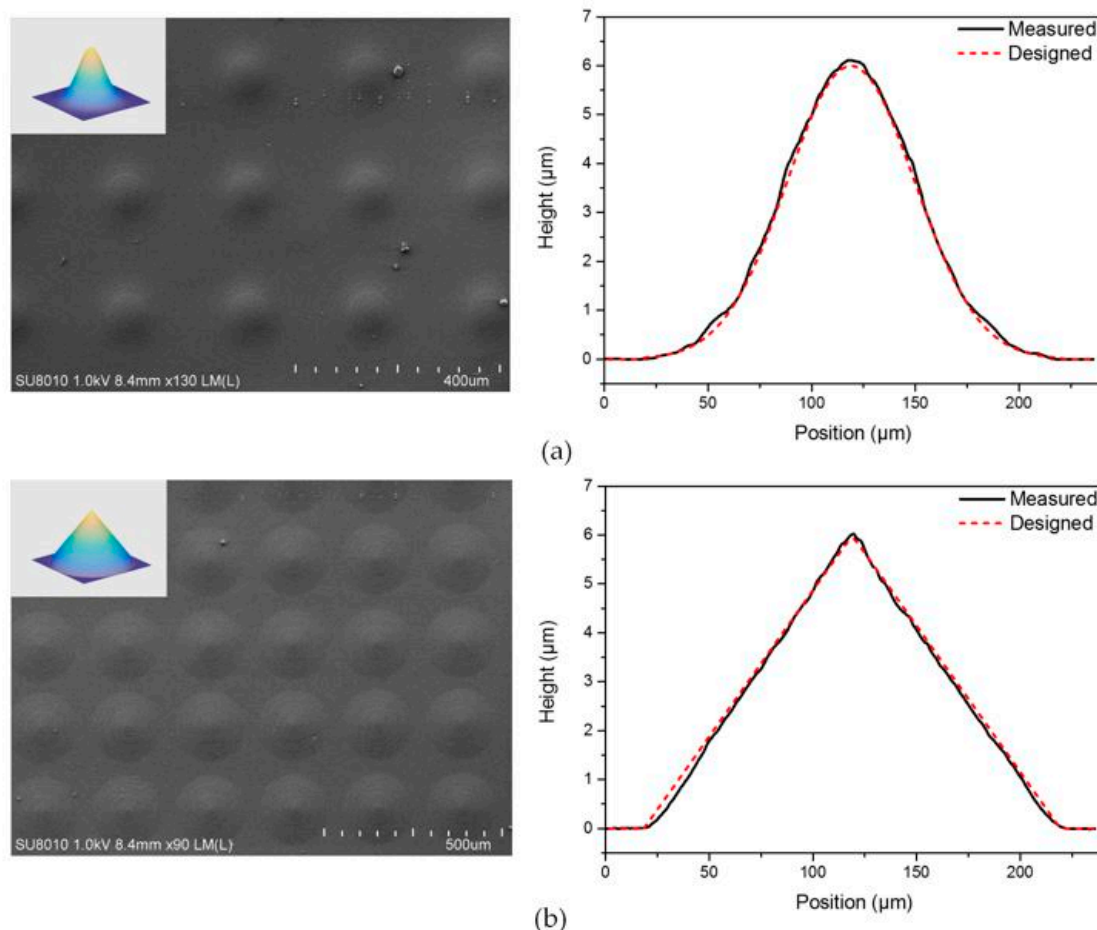 SU8010 1.0kV 8.4mm x130 LM(L)
400um
7
6
5
4
3
2
1
0
Height (µm)
Measured
Designed
0
50
100
150
200
Position (µm)
(a)
SU8010 1.0kV 8.4mm x90 LM(L)
500um
7
6
5
4
3
2
1
0
Height (µm)
Measured
Designed
0
50
100
150
200
Position (µm)
(b)